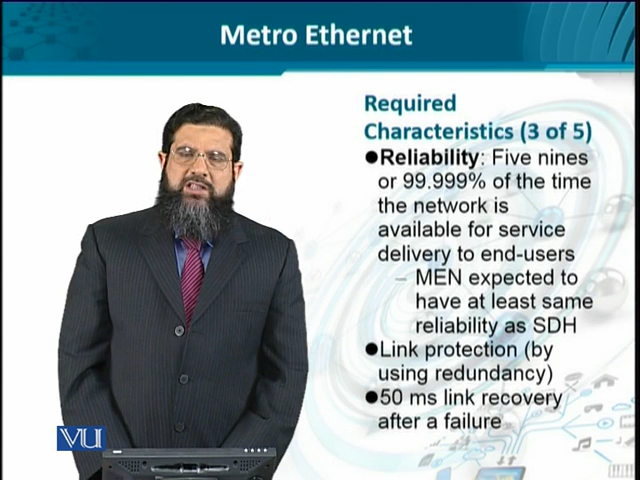 Metro Ethernet
Required
Characteristics (3 of 5)
●Reliability: Five nines
or 99.999% of the time
the network is
available for service
delivery to end-users
– MEN expected to
have at least same
reliability as SDH
●Link protection (by
using redundancy)
●50 ms link recovery
after a failure
VU